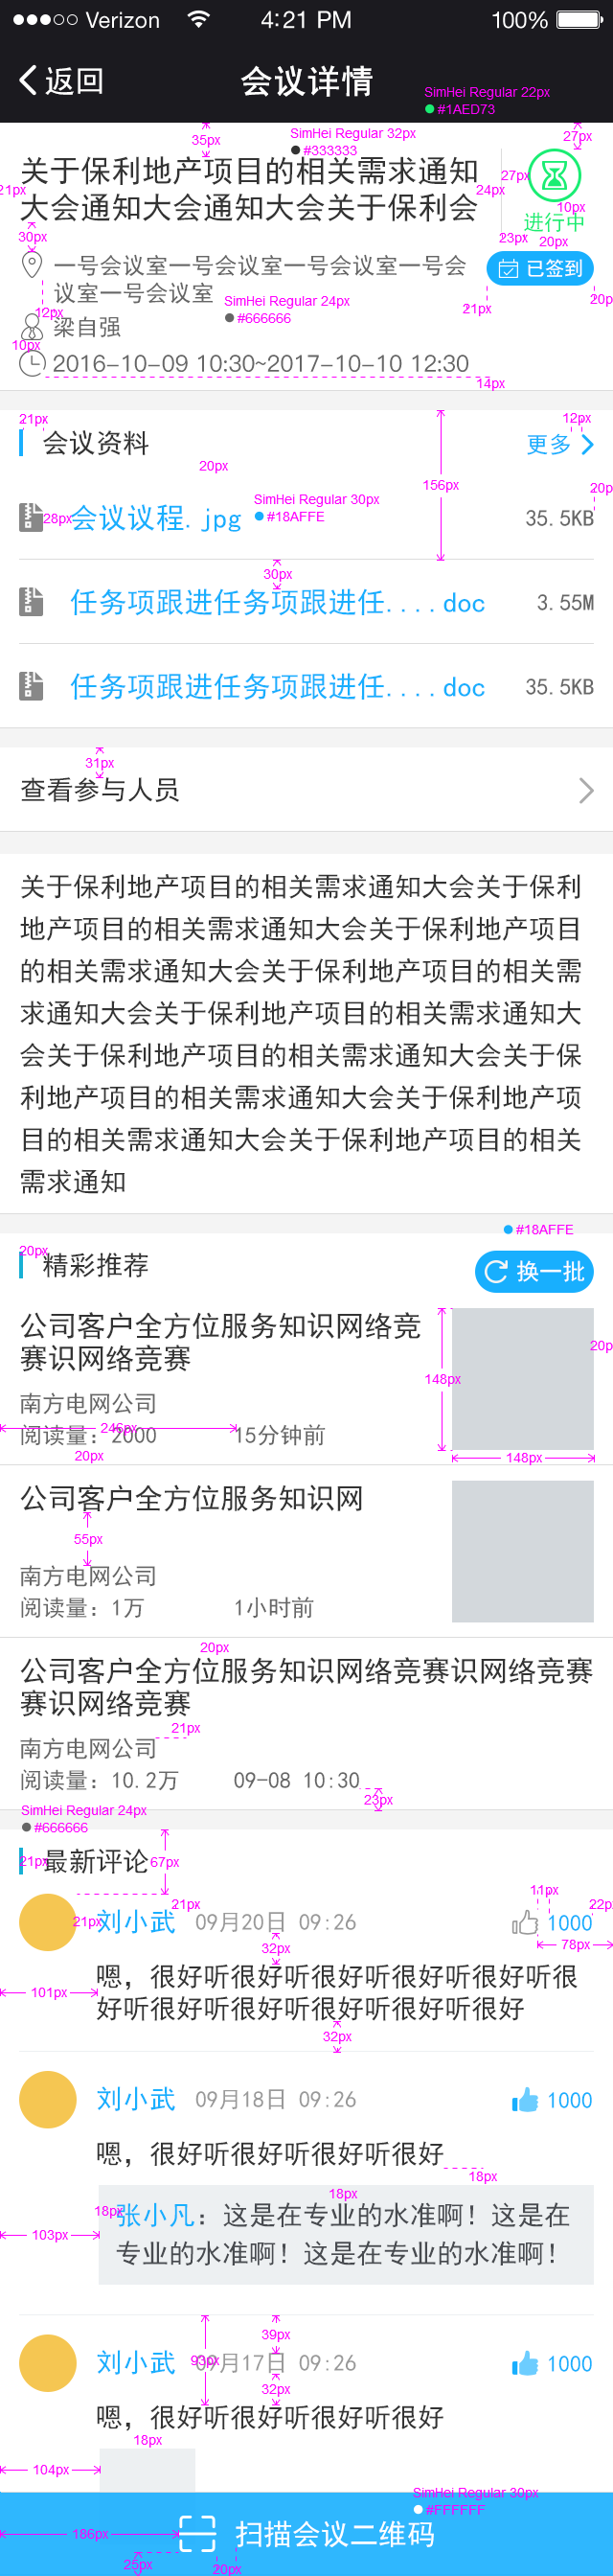 Verizon 4:21 PM 100%
返回 会议详情
SimHei Regular 22px
#1AED73
35px
SimHei Regular 32px
#333333
27px
关于保利地产项目的相关需求通知
27px
21px
24px
大会通知大会通知大会关于保利会
10px
进行中
30px
23px
20px
一号会议室一号会议室一号会议室一号会
已签到
议室一号会议室
SimHei Regular 24px
#666666
21px
20p
12px
梁自强
10px
2016-10-09 10:30~2017-10-10 12:30
14px
21px
12px
会议资料
更多
20px
156px
20p
SimHei Regular 30px
#18AFFE
28px
会议议程.jpg
35.5KB
30px
任务项跟进任务项跟进任....doc
3.55M
任务项跟进任务项跟进任....doc
35.5KB
31px
查看参与人员
关于保利地产项目的相关需求通知大会关于保利
地产项目的相关需求通知大会关于保利地产项目
的相关需求通知大会关于保利地产项目的相关需
求通知大会关于保利地产项目的相关需求通知大
会关于保利地产项目的相关需求通知大会关于保
利地产项目的相关需求通知大会关于保利地产项
目的相关需求通知大会关于保利地产项目的相关
需求通知
#18AFFE
20px
精彩推荐
换一批
公司客户全方位服务知识网络竞
20p
赛识网络竞赛
148px
南方电网公司
246px
阅读量：2000 15分钟前
20px
148px
公司客户全方位服务知识网
55px
南方电网公司
阅读量：1万 1小时前
20px
公司客户全方位服务知识网络竞赛识网络竞赛
赛识网络竞赛
21px
南方电网公司
阅读量：10.2万 09-08 10:30
23px
SimHei Regular 24px
#666666
21px
最新评论
67px
11px
21px
22p
21px
刘小武 09月20日 09:26 1000
32px
78px
嗯，很好听很好听很好听很好听很好听很
101px
好听很好听很好听很好听很好听很好
32px
刘小武 09月18日 09:26 1000
嗯，很好听很好听很好听很好
18px
18px
18px
张小凡：这是在专业的水准啊！这是在
103px
专业的水准啊！这是在专业的水准啊！
39px
93px
刘小武 09月17日 09:26 1000
32px
嗯，很好听很好听很好听很好
18px
104px
SimHei Regular 30px
#FFFFFF
186px
扫描会议二维码
25px
20px